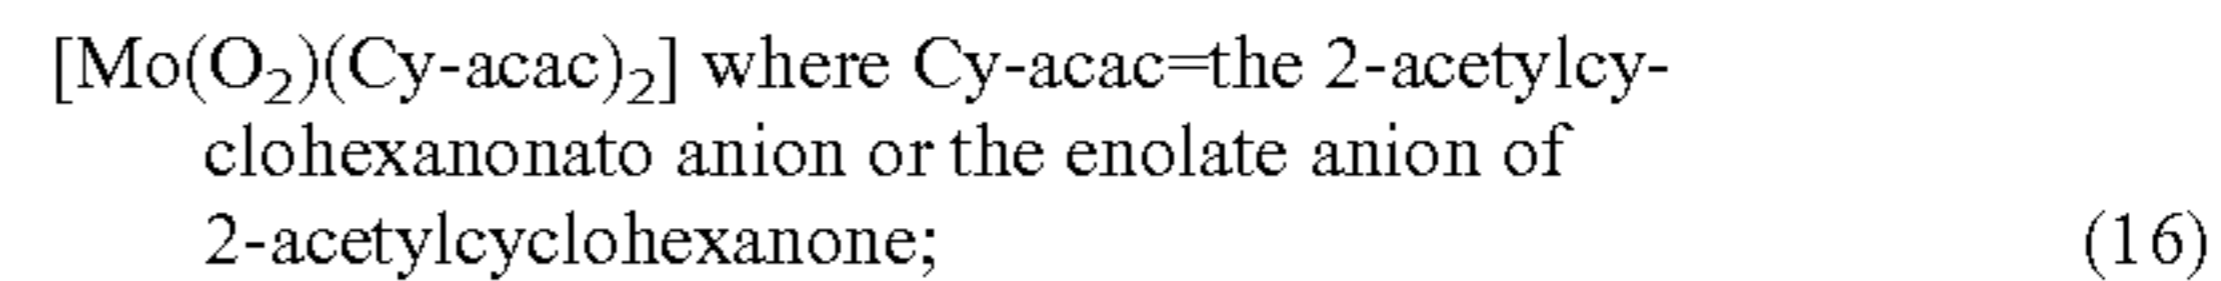 [Mo(O₂)(Cy-acac)₂] where Cy-acac=the 2-acetylcy-
clohexanonato anion or the enolate anion of
2-acetylcyclohexanone; (16)